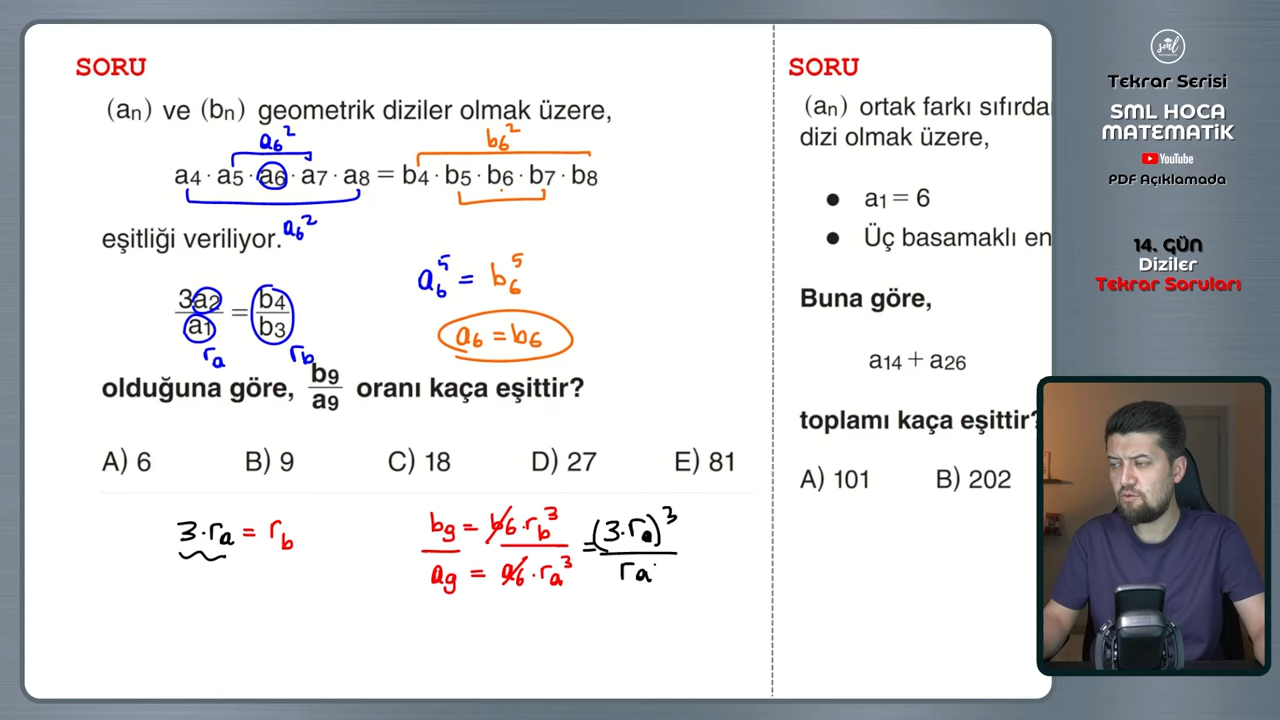 SORU
(an) ve (bn) geometrik diziler olmak üzere,
a6²
b6²
a4 · a5 · a6 · a7 · a8 = b4 · b5 · b6 · b7 · b8
a6²
eşitliği veriliyor.
a6⁵ = b6⁵
3a2/a1 = b4/b3
ra
rb
a6 = b6
olduğuna göre, b9/a9 oranı kaça eşittir?
A) 6 B) 9 C) 18 D) 27 E) 81
3·ra = rb
b9 = b6·rb³
a9 = a6·ra³
= (3·ra)³
ra
SORU
(an) ortak farkı sıfırda
dizi olmak üzere,
● a1 = 6
● Üç basamaklı en
Buna göre,
a14 + a26
toplamı kaça eşittir?
A) 101 B) 202
sml
Tekrar Serisi
SML HOCA
MATEMATİK
YouTube
PDF Açıklamada
14. GÜN
Diziler
Tekrar Soruları